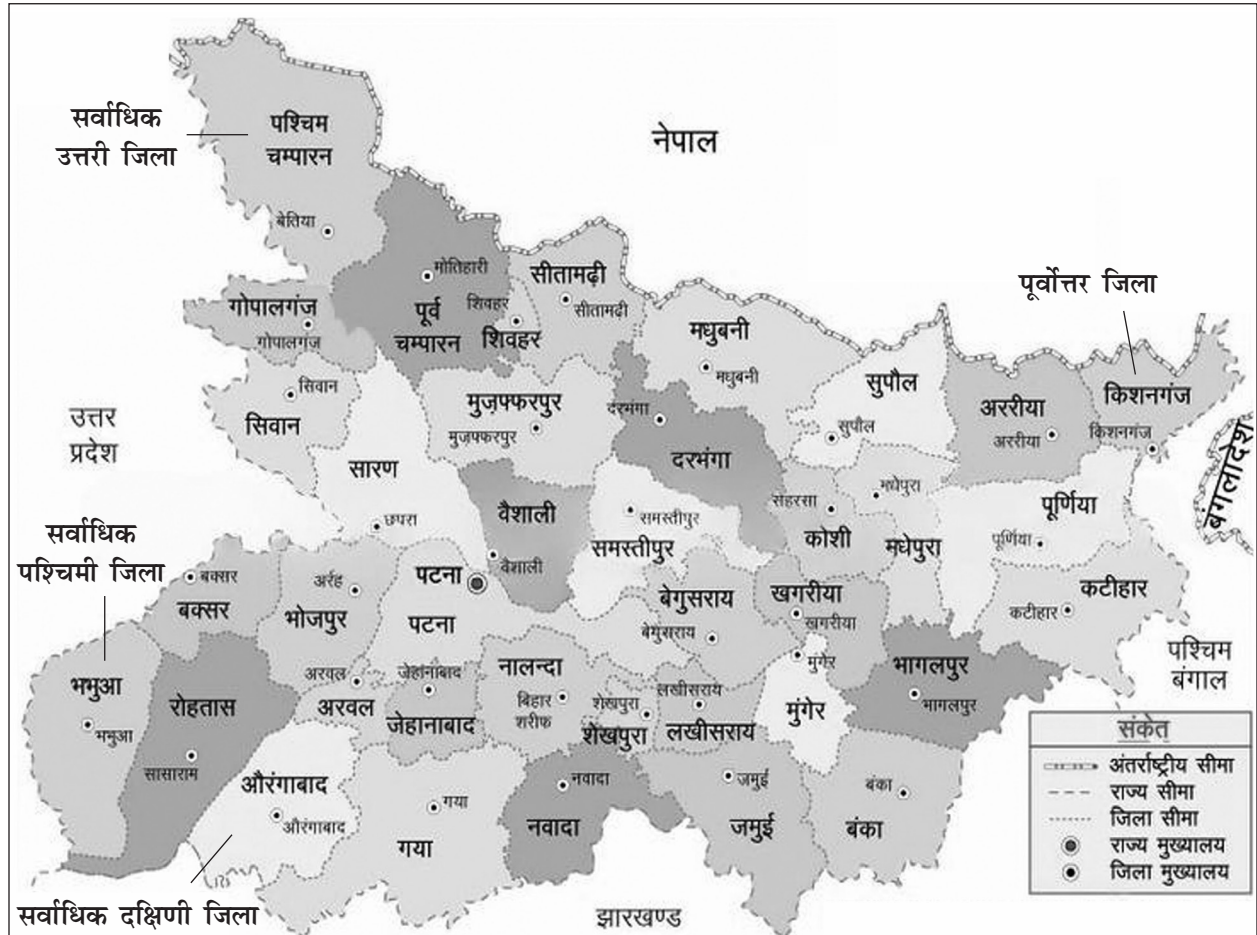 सर्वाधिक
उत्तरी जिला
पश्चिम
चम्पारन
बेतिया
नेपाल
मोतिहारी
पूर्व
चम्पारन
शिवहर
शिवहर
सीतामढ़ी
सीतामढ़ी
पूर्वोत्तर जिला
गोपालगंज
गोपालगंज
मधुबनी
मधुबनी
सुपौल
सुपौल
अररीया
अररीया
किशनगंज
किशनगंज
सिवान
सिवान
मुज़फ्फरपुर
मुजफ्फरपुर
दरभंगा
दरभंगा
उत्तर
प्रदेश
सारण
छपरा
वैशाली
वैशाली
समस्तीपुर
समस्तीपुर
सहरसा
कोशी
मधेपुरा
मधेपुरा
पूर्णिया
पूर्णिया
बंगलादेश
सर्वाधिक
पश्चिमी जिला
बक्सर
बक्सर
अर्रह
भोजपुर
पटना
पटना
बेगुसराय
बेगुसराय
खगरीया
खगरीया
कटीहार
कटीहार
भभुआ
भभुआ
रोहतास
सासाराम
अरवल
अरवल
जेहानाबाद
जेहानाबाद
नालन्दा
बिहार
शरीफ
शेखपुरा
शेखपुरा
लखीसराय
लखीसराय
मुंगेर
मुंगेर
भागलपुर
भागलपुर
पश्चिम
बंगाल
औरंगाबाद
औरंगाबाद
गया
गया
नवादा
नवादा
जमुई
जमुई
बंका
बंका
संकेत
अंतर्राष्ट्रीय सीमा
राज्य सीमा
जिला सीमा
राज्य मुख्यालय
जिला मुख्यालय
सर्वाधिक दक्षिणी जिला
झारखण्ड